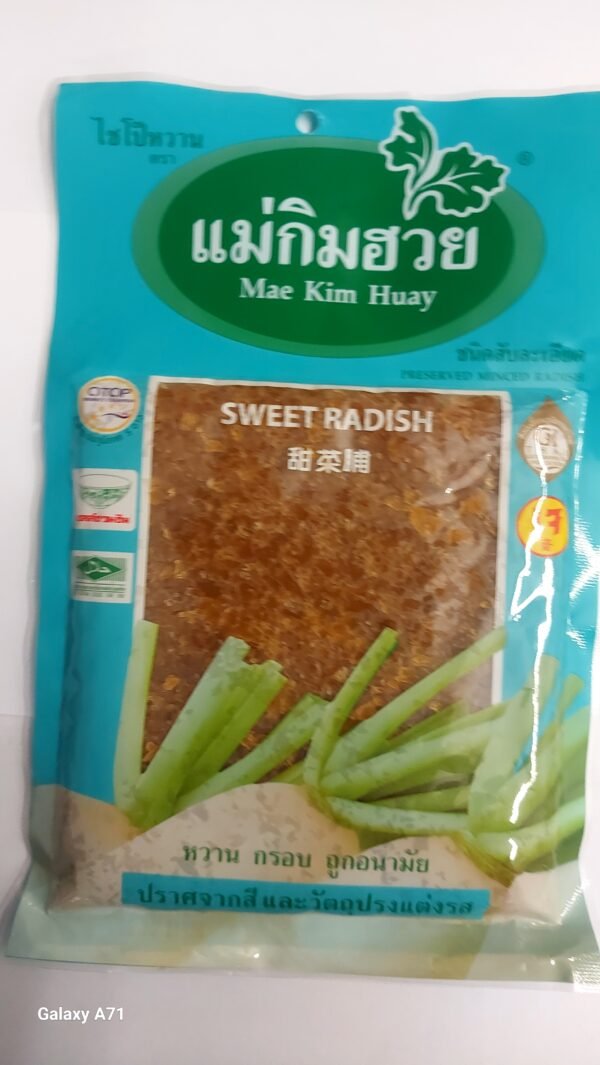 ไชโป๊หวาน
ตรา
®
แม่กิมฮวย
Mae Kim Huay
ชนิดสับละเอียด
PRESERVED MINCED RADISH
OTOP
SWEET RADISH
甜菜脯
เจ
หวาน กรอบ ถูกอนามัย
ปราศจากสีและวัตถุปรุงแต่งรส
Galaxy A71